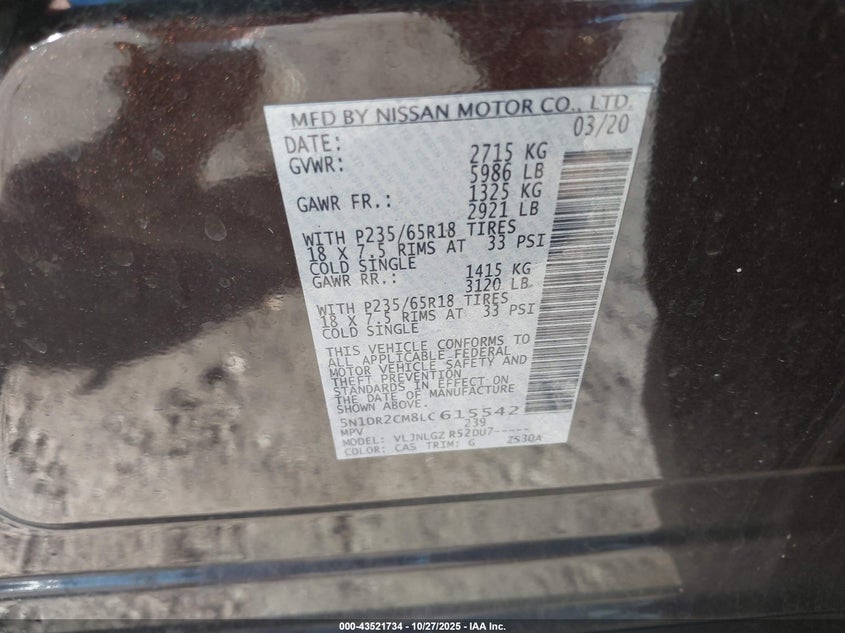 MFD BY NISSAN MOTOR CO., LTD.
DATE: 03/20
GVWR: 2715 KG
5986 LB
GAWR FR.: 1325 KG
2921 LB
WITH P235/65R18 TIRES
18 X 7.5 RIMS AT 33 PSI
COLD SINGLE
GAWR RR.: 1415 KG
3120 LB
WITH P235/65R18 TIRES
18 X 7.5 RIMS AT 33 PSI
COLD SINGLE
THIS VEHICLE CONFORMS TO
ALL APPLICABLE FEDERAL
MOTOR VEHICLE SAFETY AND
THEFT PREVENTION
STANDARDS IN EFFECT ON
THE DATE OF MANUFACTURE
SHOWN ABOVE.
5N1DR2CM8LC615542
MPV 239
MODEL: VLJNLGZ R52DU7----- ZS30A
COLOR: CAS TRIM: G
000-43521734 - 10/27/2025 - IAA Inc.